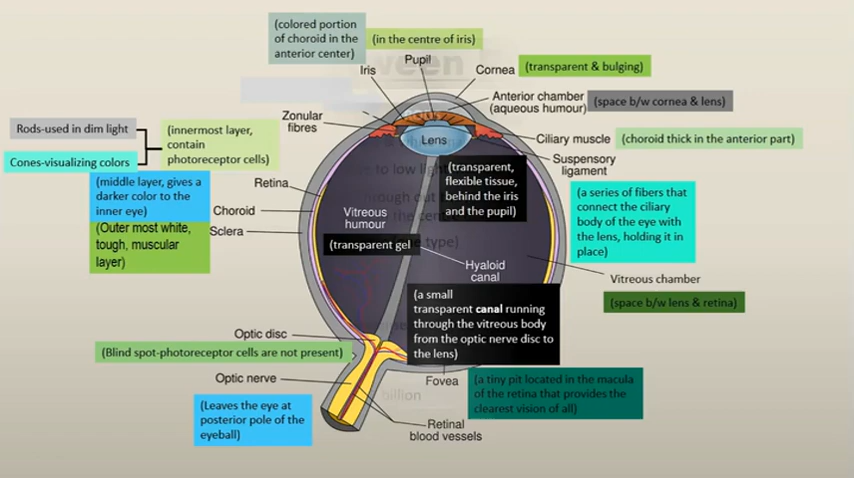 (colored portion
of choroid in the
anterior center)
(in the centre of iris)
Pupil
Iris
Cornea
(transparent & bulging)
Anterior chamber
(aqueous humour)
(space b/w cornea & lens)
Zonular
fibres
Rods-used in dim light
Cones-visualizing colors
(innermost layer,
contain
photoreceptor cells)
Lens
Ciliary muscle
(choroid thick in the anterior part)
Suspensory
ligament
(transparent,
flexible tissue,
behind the iris
and the pupil)
Retina
(middle layer, gives a
darker color to the
inner eye)
Choroid
(Outer most white,
tough, muscular
layer)
Sclera
Vitreous
humour
(transparent gel
(a series of fibers that
connect the ciliary
body of the eye with
the lens, holding it in
place)
Hyaloid
canal
Vitreous chamber
(space b/w lens & retina)
(a small
transparent canal running
through the vitreous body
from the optic nerve disc to
the lens)
Optic disc
(Blind spot-photoreceptor cells are not present)
Optic nerve
Fovea
(a tiny pit located in the macula
of the retina that provides the
clearest vision of all)
(Leaves the eye at
posterior pole of the
eyeball)
Retinal
blood vessels